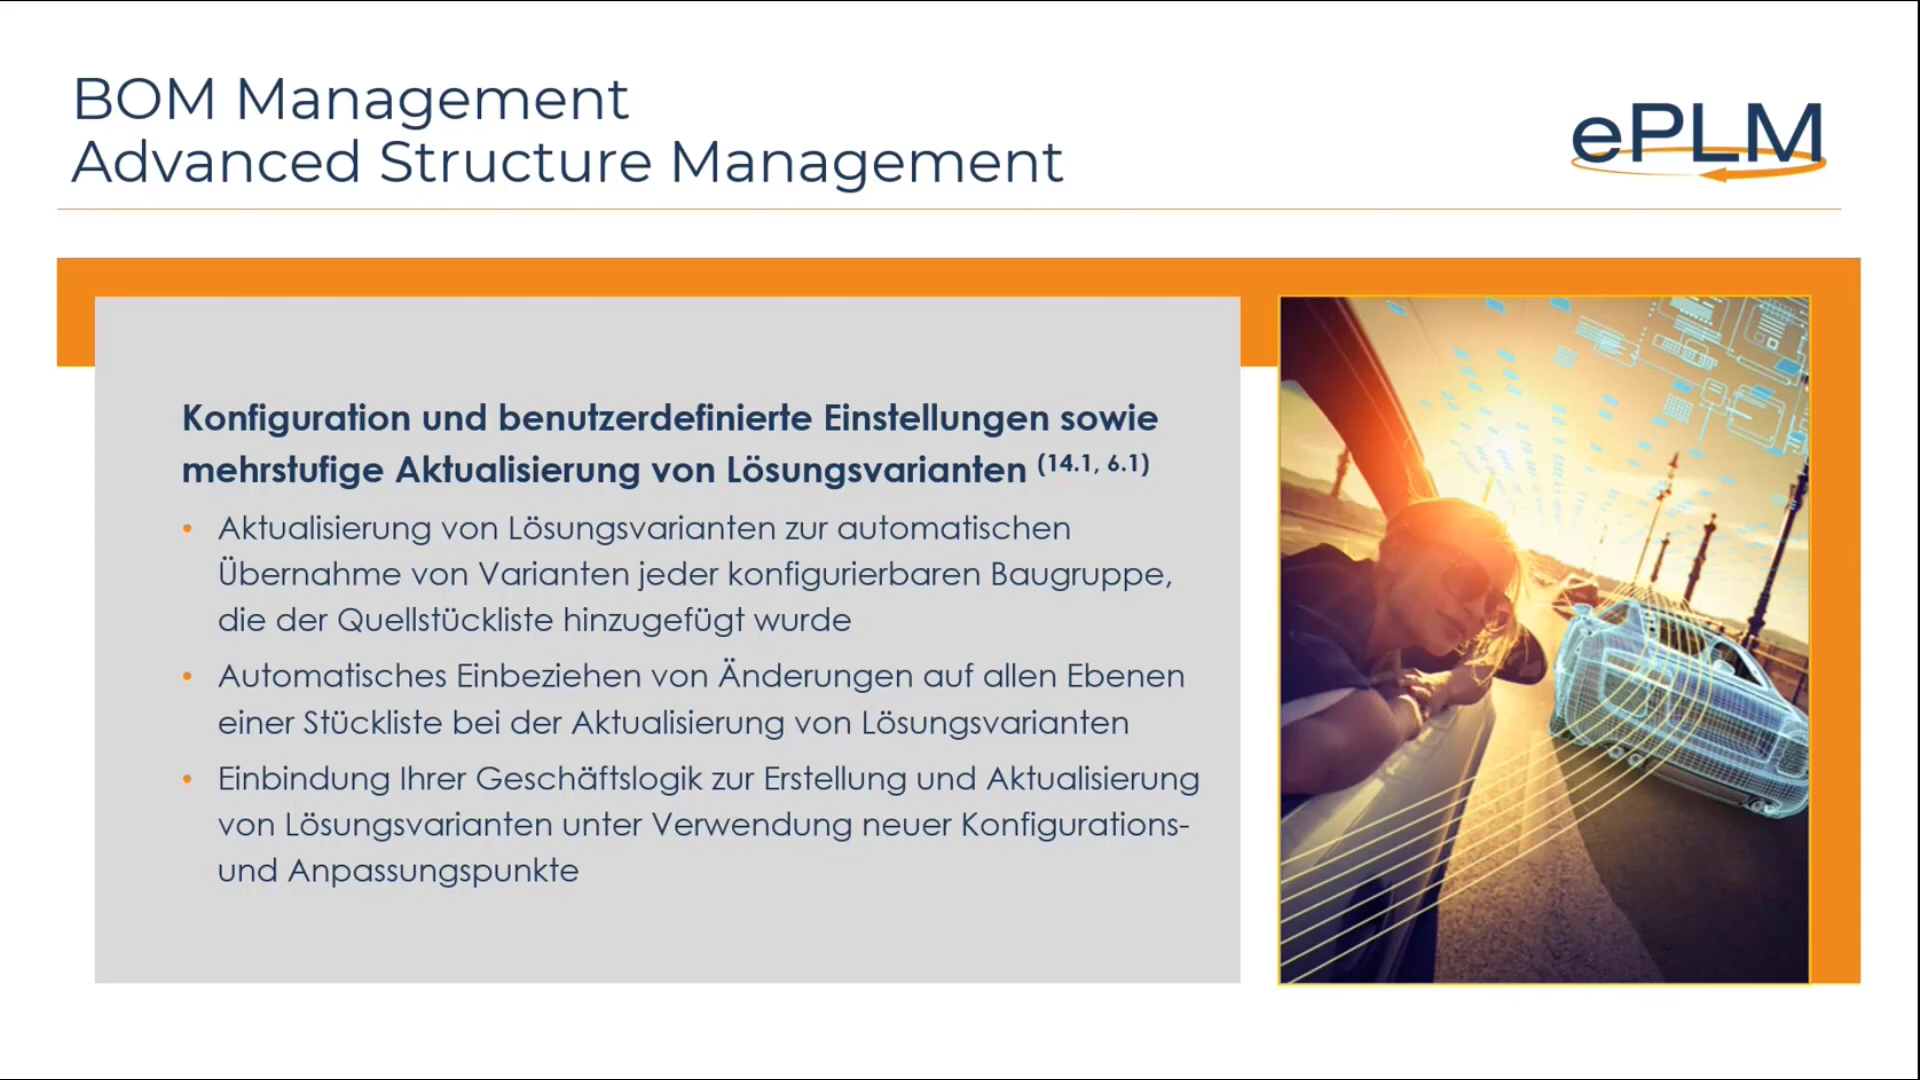 BOM Management
Advanced Structure Management
ePLM
Konfiguration und benutzerdefinierte Einstellungen sowie
mehrstufige Aktualisierung von Lösungsvarianten (14.1, 6.1)
• Aktualisierung von Lösungsvarianten zur automatischen
Übernahme von Varianten jeder konfigurierbaren Baugruppe,
die der Quellstückliste hinzugefügt wurde
• Automatisches Einbeziehen von Änderungen auf allen Ebenen
einer Stückliste bei der Aktualisierung von Lösungsvarianten
• Einbindung Ihrer Geschäftslogik zur Erstellung und Aktualisierung
von Lösungsvarianten unter Verwendung neuer Konfigurations-
und Anpassungspunkte